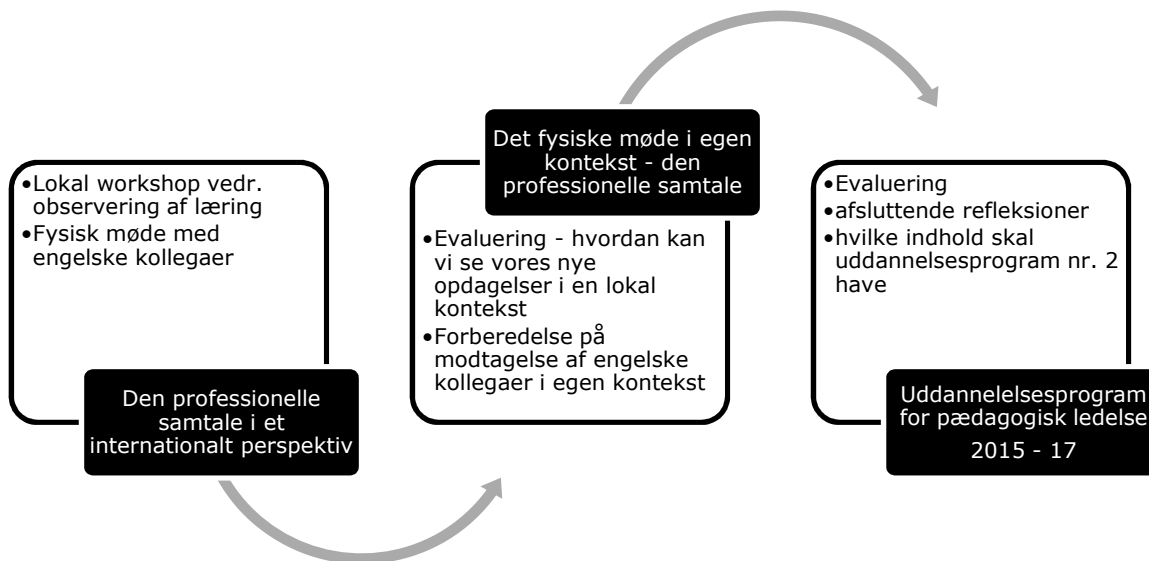 •Lokal workshop vedr.
observering af læring
•Fysisk møde med
engelske kollegaer
Den professionelle
samtale i et
internationalt perspektiv
Det fysiske møde i egen
kontekst - den
professionelle samtale
•Evaluering - hvordan kan
vi se vores nye
opdagelser i en lokal
kontekst
•Forberedelse på
modtagelse af engelske
kollegaer i egen kontekst
•Evaluering
•afsluttende refleksioner
•hvilke indhold skal
uddannelsesprogram nr. 2
have
Uddannelelsesprogram
for pædagogisk ledelse
2015 - 17